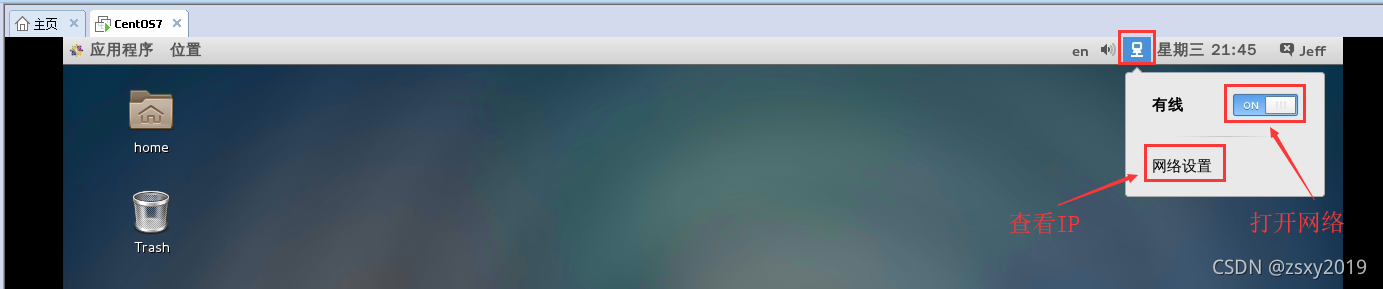 主页 CentOS7
应用程序 位置 en 星期三 21:45 Jeff
有线 ON
home
网络设置
查看IP 打开网络
Trash
CSDN @zsxy2019